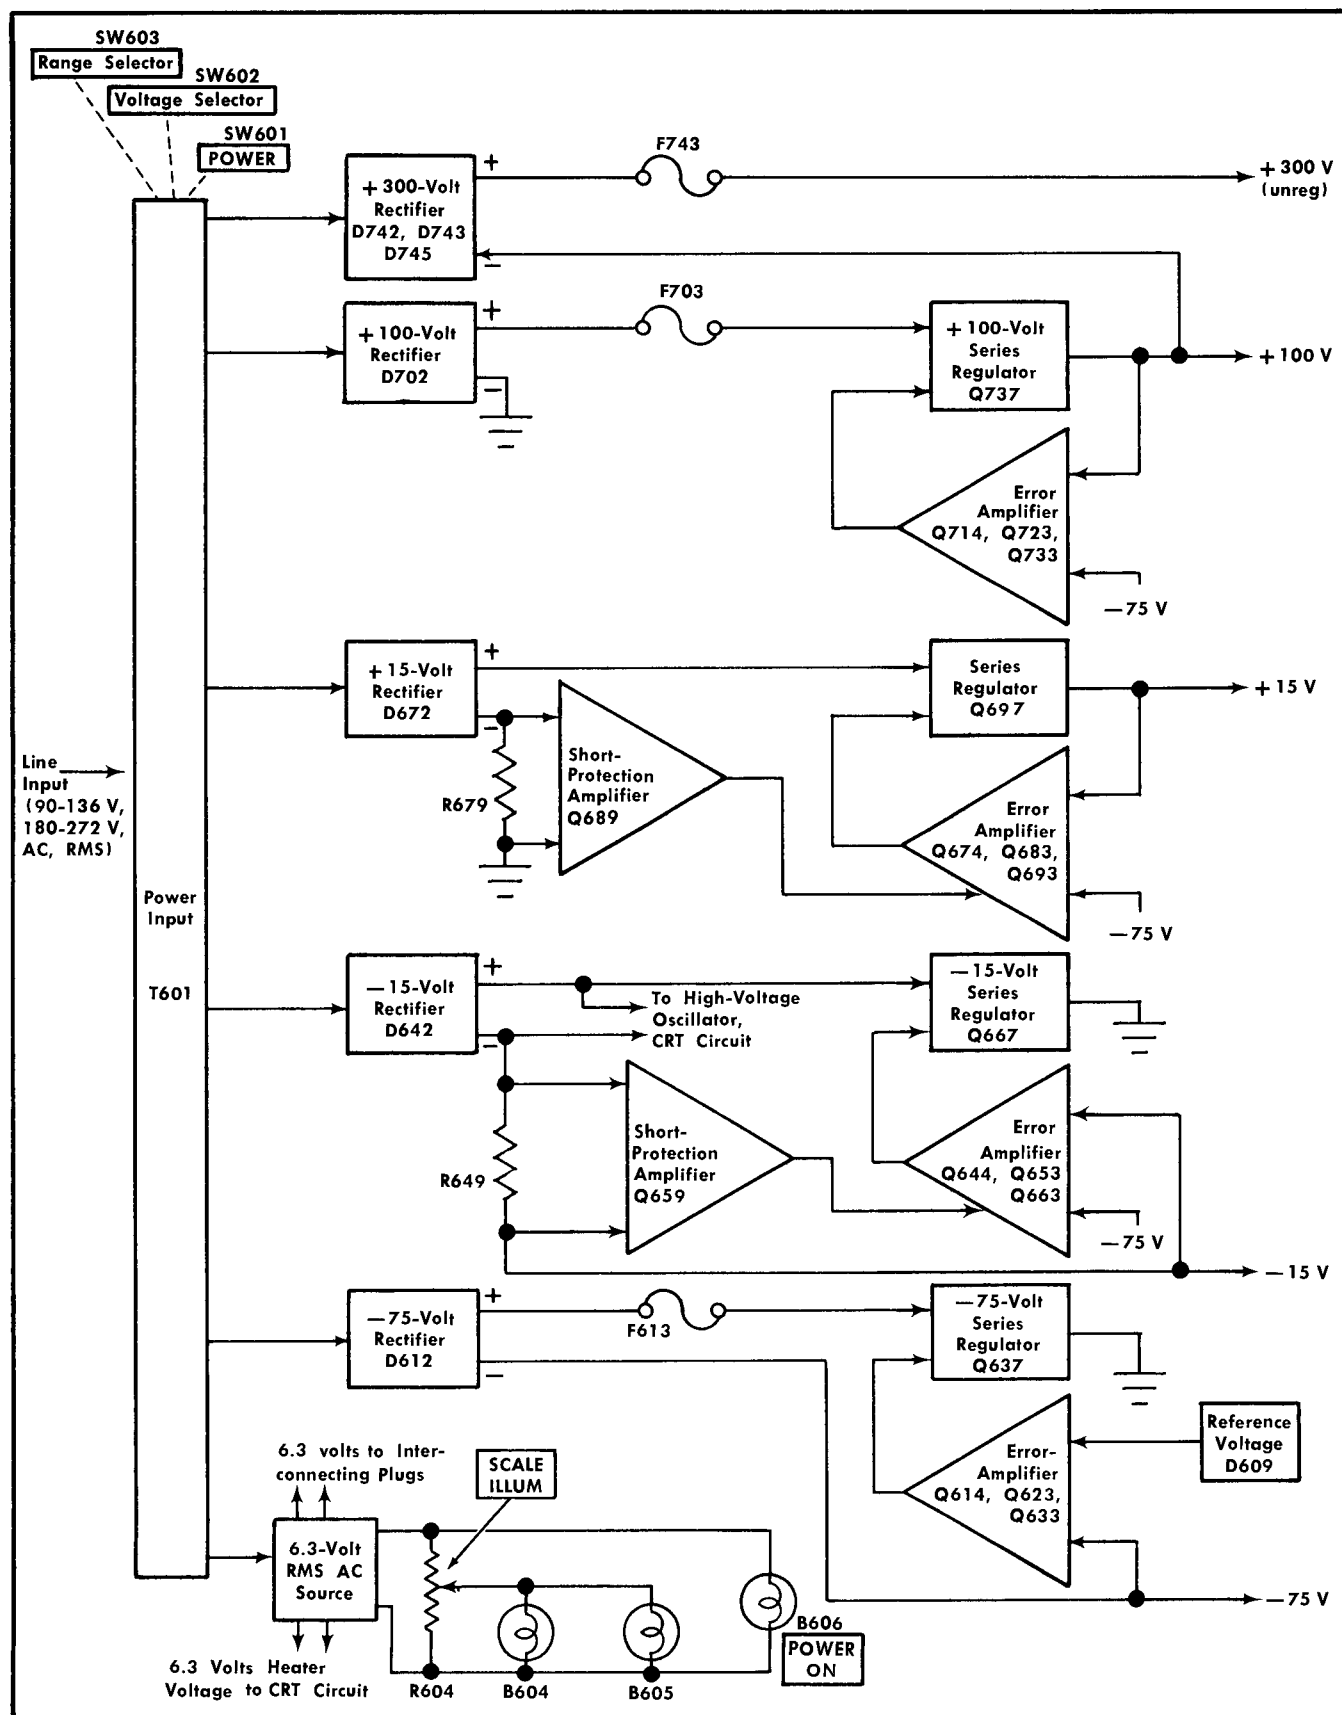 SW603
Range Selector
SW602
Voltage Selector
SW601
POWER
+300-Volt
Rectifier
D742, D743
D745
+
−
F743
+300 V
(unreg)
+100-Volt
Rectifier
D702
+
−
F703
+100-Volt
Series
Regulator
Q737
+100 V
Error
Amplifier
Q714, Q723,
Q733
−75 V
+15-Volt
Rectifier
D672
+
−
Series
Regulator
Q697
+15 V
Line
Input
(90-136 V,
180-272 V,
AC, RMS)
R679
Short-
Protection
Amplifier
Q689
Error
Amplifier
Q674, Q683,
Q693
−75 V
Power
Input
T601
−15-Volt
Rectifier
D642
+
−
To High-Voltage
Oscillator,
CRT Circuit
−15-Volt
Series
Regulator
Q667
R649
Short-
Protection
Amplifier
Q659
Error
Amplifier
Q644, Q653
Q663
−75 V
−15 V
−75-Volt
Rectifier
D612
+
−
F613
−75-Volt
Series
Regulator
Q637
Reference
Voltage
D609
Error-
Amplifier
Q614, Q623,
Q633
−75 V
6.3 volts to Inter-
connecting Plugs
SCALE
ILLUM
6.3-Volt
RMS AC
Source
B606
POWER
ON
6.3 Volts Heater
Voltage to CRT Circuit
R604
B604
B605